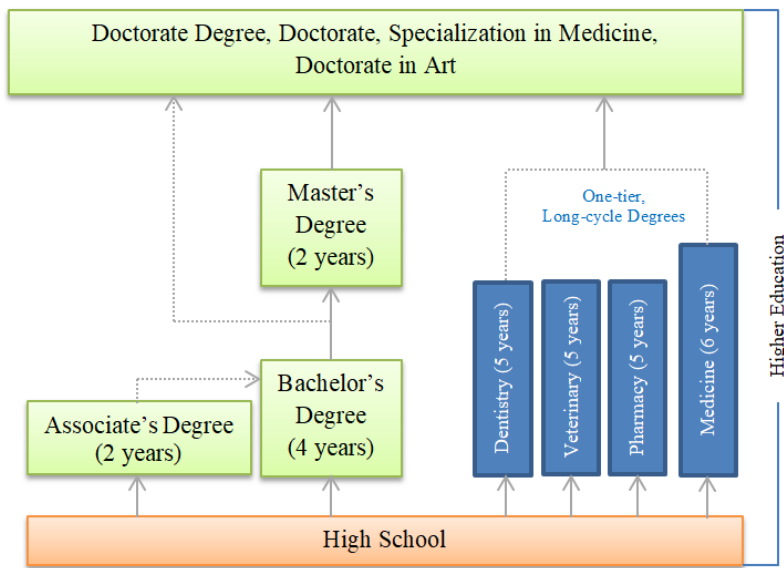 Doctorate Degree, Doctorate, Specialization in Medicine,
Doctorate in Art
Master's
Degree
(2 years)
One-tier,
Long-cycle Degrees
Associate's Degree
(2 years)
Bachelor's
Degree
(4 years)
Dentistry (5 years)
Veterinary (5 years)
Pharmacy (5 years)
Medicine (6 years)
Higher Education
High School